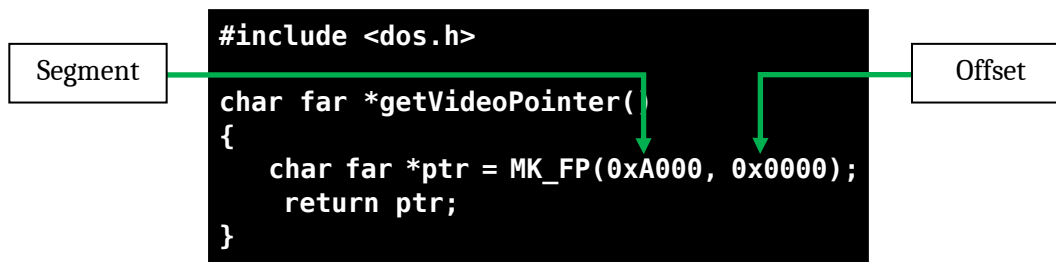 #include <dos.h>
Segment
Offset
char far *getVideoPointer()
{
   char far *ptr = MK_FP(0xA000, 0x0000);
    return ptr;
}